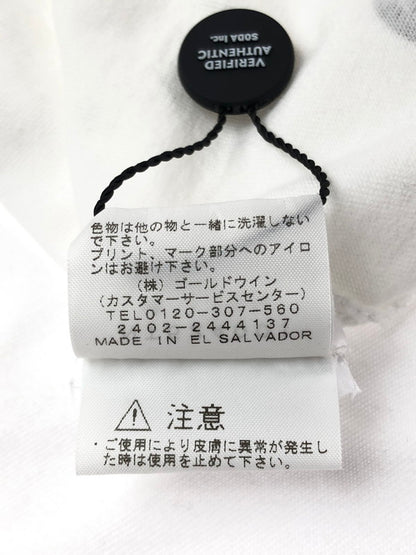 VERIFIED
AUTHENTIC
SODA Inc.
色物は他の物と一緒に洗濯しない
で下さい。
プリント、マーク部分へのアイロ
ンはお避け下さい。
(株) ゴールドウイン
(カスタマーサービスセンター)
TEL0120-307-560
2402-2444137
MADE IN EL SALVADOR
注意
・ご使用により皮膚に異常が発生し
た時は使用を止めて下さい。